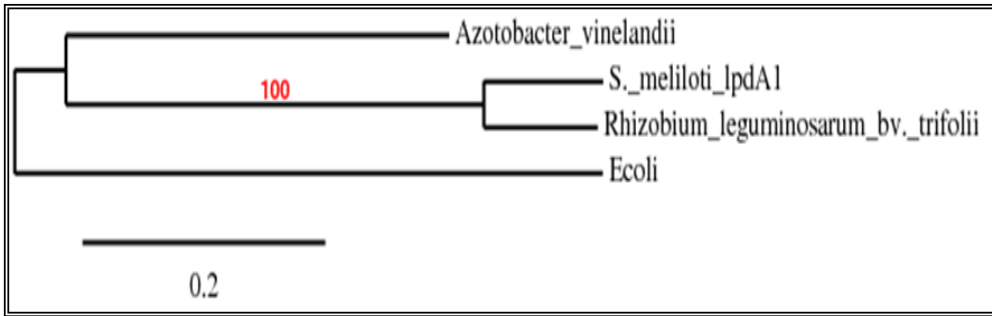 Azotobacter_vinelandii
S._meliloti_lpdA1
100
Rhizobium_leguminosarum_bv._trifolii
Ecoli
0.2